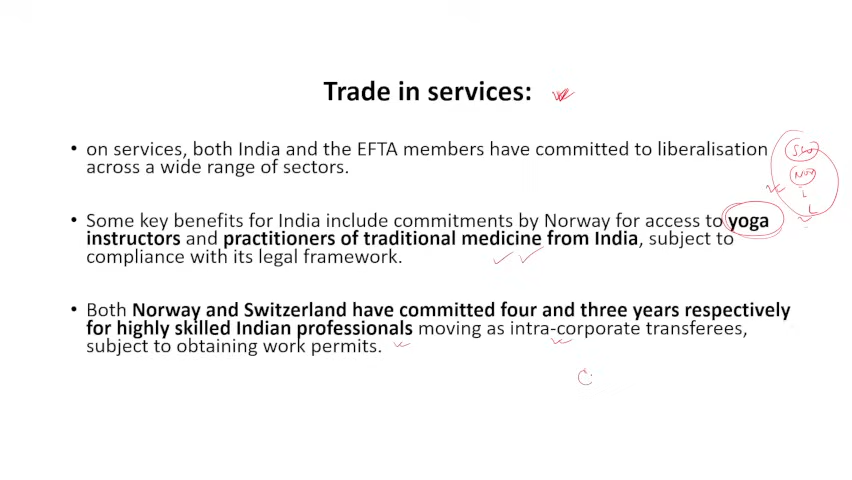 Trade in services:
• on services, both India and the EFTA members have committed to liberalisation
across a wide range of sectors.
• Some key benefits for India include commitments by Norway for access to yoga
instructors and practitioners of traditional medicine from India, subject to
compliance with its legal framework.
• Both Norway and Switzerland have committed four and three years respectively
for highly skilled Indian professionals moving as intra-corporate transferees,
subject to obtaining work permits.
Nov
I
L